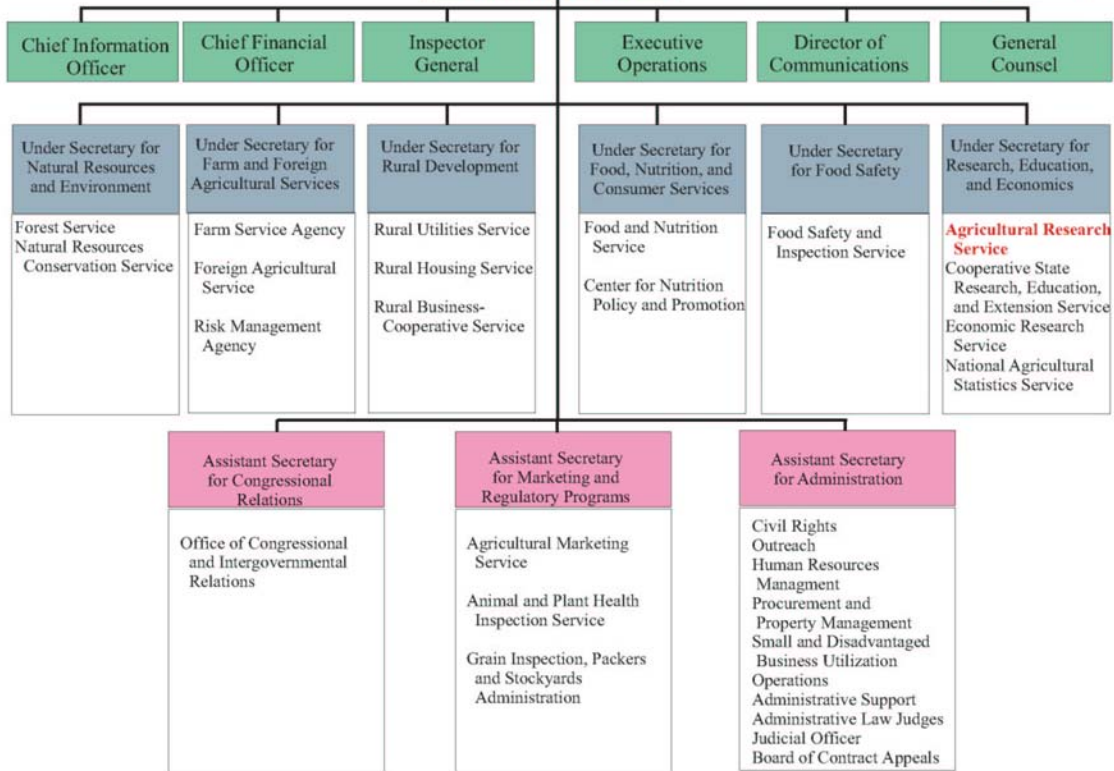 Chief Information
Officer
Chief Financial
Officer
Inspector
General
Executive
Operations
Director of
Communications
General
Counsel
Under Secretary for
Natural Resources
and Environment
Under Secretary for
Farm and Foreign
Agricultural Services
Under Secretary for
Rural Development
Under Secretary for
Food, Nutrition, and
Consumer Services
Under Secretary
for Food Safety
Under Secretary for
Research, Education,
and Economics
Forest Service
Natural Resources
Conservation Service
Farm Service Agency
Foreign Agricultural
Service
Risk Management
Agency
Rural Utilities Service
Rural Housing Service
Rural Business-
Cooperative Service
Food and Nutrition
Service
Center for Nutrition
Policy and Promotion
Food Safety and
Inspection Service
Agricultural Research
Service
Cooperative State
Research, Education,
and Extension Service
Economic Research
Service
National Agricultural
Statistics Service
Assistant Secretary
for Congressional
Relations
Assistant Secretary
for Marketing and
Regulatory Programs
Assistant Secretary
for Administration
Office of Congressional
and Intergovernmental
Relations
Agricultural Marketing
Service
Animal and Plant Health
Inspection Service
Grain Inspection, Packers
and Stockyards
Administration
Civil Rights
Outreach
Human Resources
Managment
Procurement and
Property Management
Small and Disadvantaged
Business Utilization
Operations
Administrative Support
Administrative Law Judges
Judicial Officer
Board of Contract Appeals